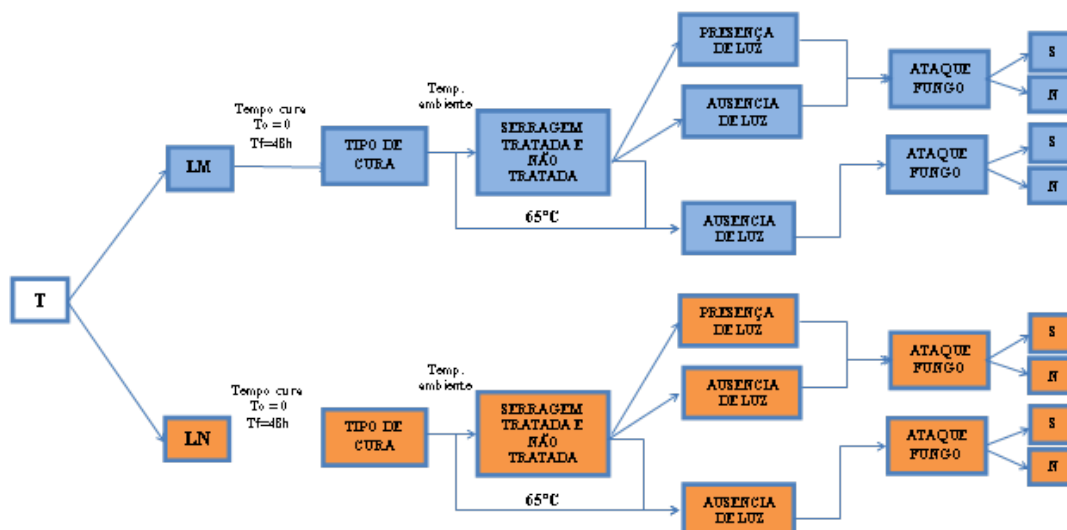 T
LM
Tempo cura
To = 0
Tf=48h
TIPO DE
CURA
Temp.
ambiente
SERRAGEM
TRATADA E
NÃO
TRATADA
65°C
PRESENÇA
DE LUZ
AUSENCIA
DE LUZ
AUSENCIA
DE LUZ
ATAQUE
FUNGO
S
N
ATAQUE
FUNGO
S
N
LN
Tempo cura
To = 0
Tf=48h
TIPO DE
CURA
Temp.
ambiente
SERRAGEM
TRATADA E
NÃO
TRATADA
65°C
PRESENÇA
DE LUZ
AUSENCIA
DE LUZ
AUSENCIA
DE LUZ
ATAQUE
FUNGO
S
N
ATAQUE
FUNGO
S
N